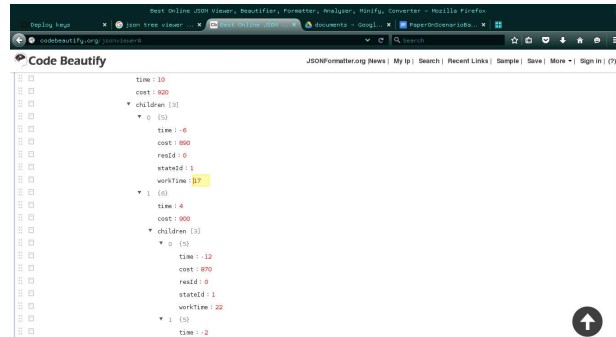 Best Online JSON Viewer, Beautifier, Formatter, Analyser, Minify, Converter - Mozilla Firefox
Deploy keys × json tree viewer ... × Best Online JSON ... × documents - Googl... × PaperOnScenarioBa... ×
codebeautify.org/jsonviewer# Search
Code Beautify JSONFormatter.org |News | My Ip | Search | Recent Links | Sample | Save | More | Sign in | (?)
time : 10
cost : 920
children [3]
0 {5}
time : -6
cost : 890
resId : 0
stateId : 1
workTime : 17
1 {6}
time : 4
cost : 900
children [3]
0 {5}
time : -12
cost : 870
resId : 0
stateId : 1
workTime : 22
1 {5}
time : -2